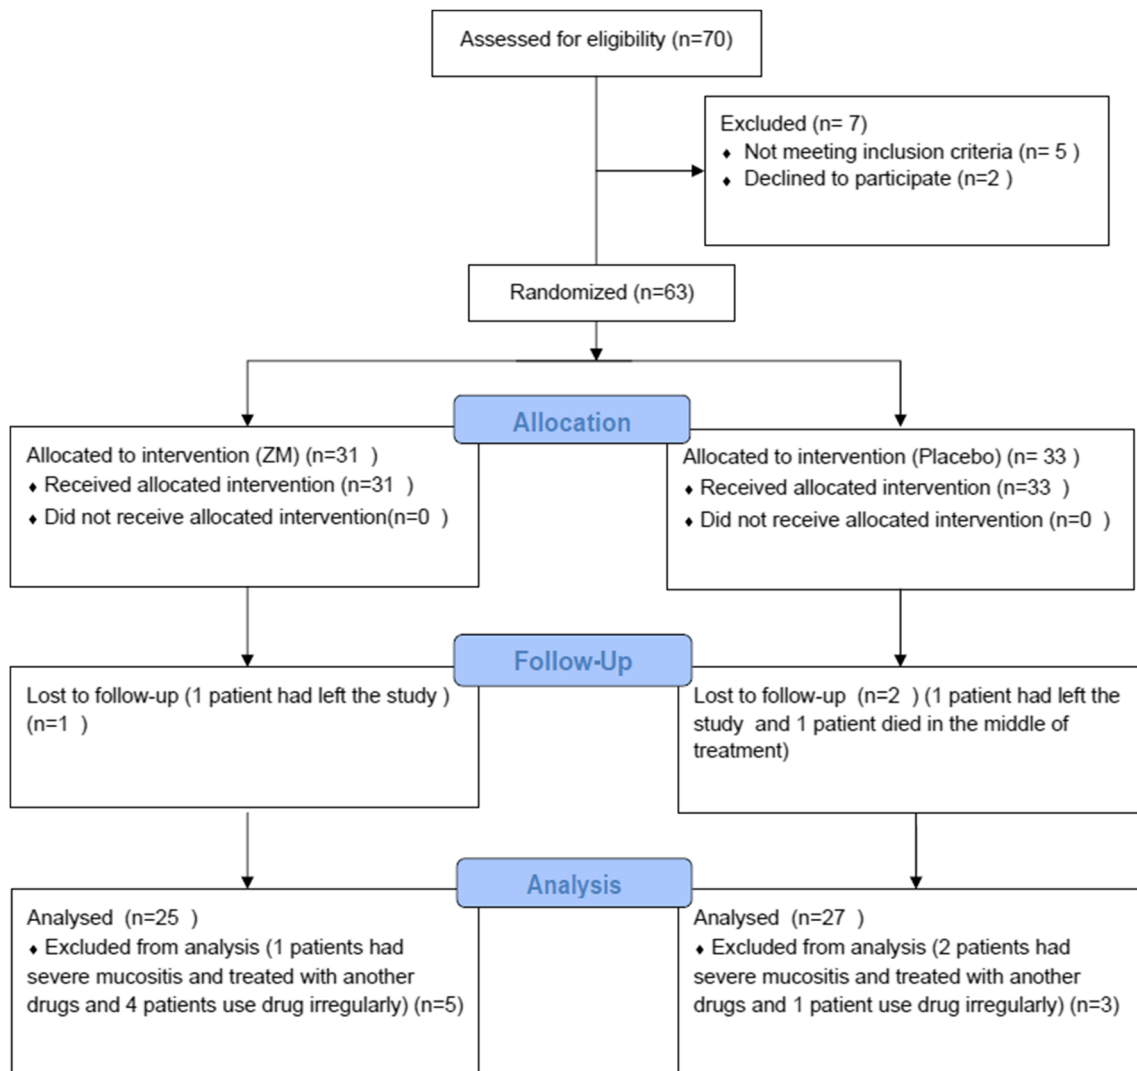 Assessed for eligibility (n=70)
Excluded (n= 7)
♦ Not meeting inclusion criteria (n= 5 )
♦ Declined to participate (n=2 )
Randomized (n=63)
Allocation
Allocated to intervention (ZM) (n=31 )
♦ Received allocated intervention (n=31 )
♦ Did not receive allocated intervention(n=0 )
Allocated to intervention (Placebo) (n= 33 )
♦ Received allocated intervention (n=33 )
♦ Did not receive allocated intervention (n=0 )
Follow-Up
Lost to follow-up (1 patient had left the study )
(n=1 )
Lost to follow-up (n=2 ) (1 patient had left the
study and 1 patient died in the middle of
treatment)
Analysis
Analysed (n=25 )
♦ Excluded from analysis (1 patients had
severe mucositis and treated with another
drugs and 4 patients use drug irregularly) (n=5)
Analysed (n=27 )
♦ Excluded from analysis (2 patients had
severe mucositis and treated with another
drugs and 1 patient use drug irregularly) (n=3)